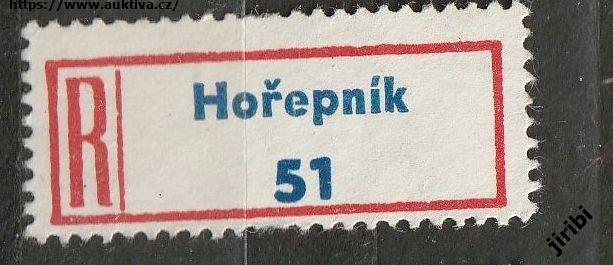 https://www.auktiva.cz/
R
Hořepník
51
jiribi